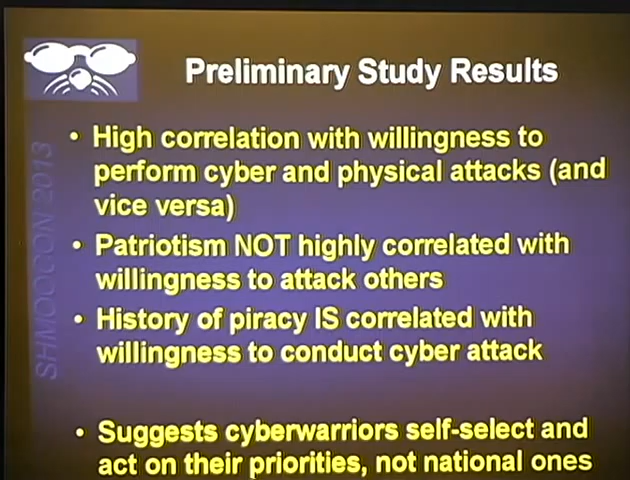 Preliminary Study Results
• High correlation with willingness to
perform cyber and physical attacks (and
vice versa)
• Patriotism NOT highly correlated with
willingness to attack others
• History of piracy IS correlated with
willingness to conduct cyber attack
• Suggests cyberwarriors self-select and
act on their priorities, not national ones
SHMOOCON 2013